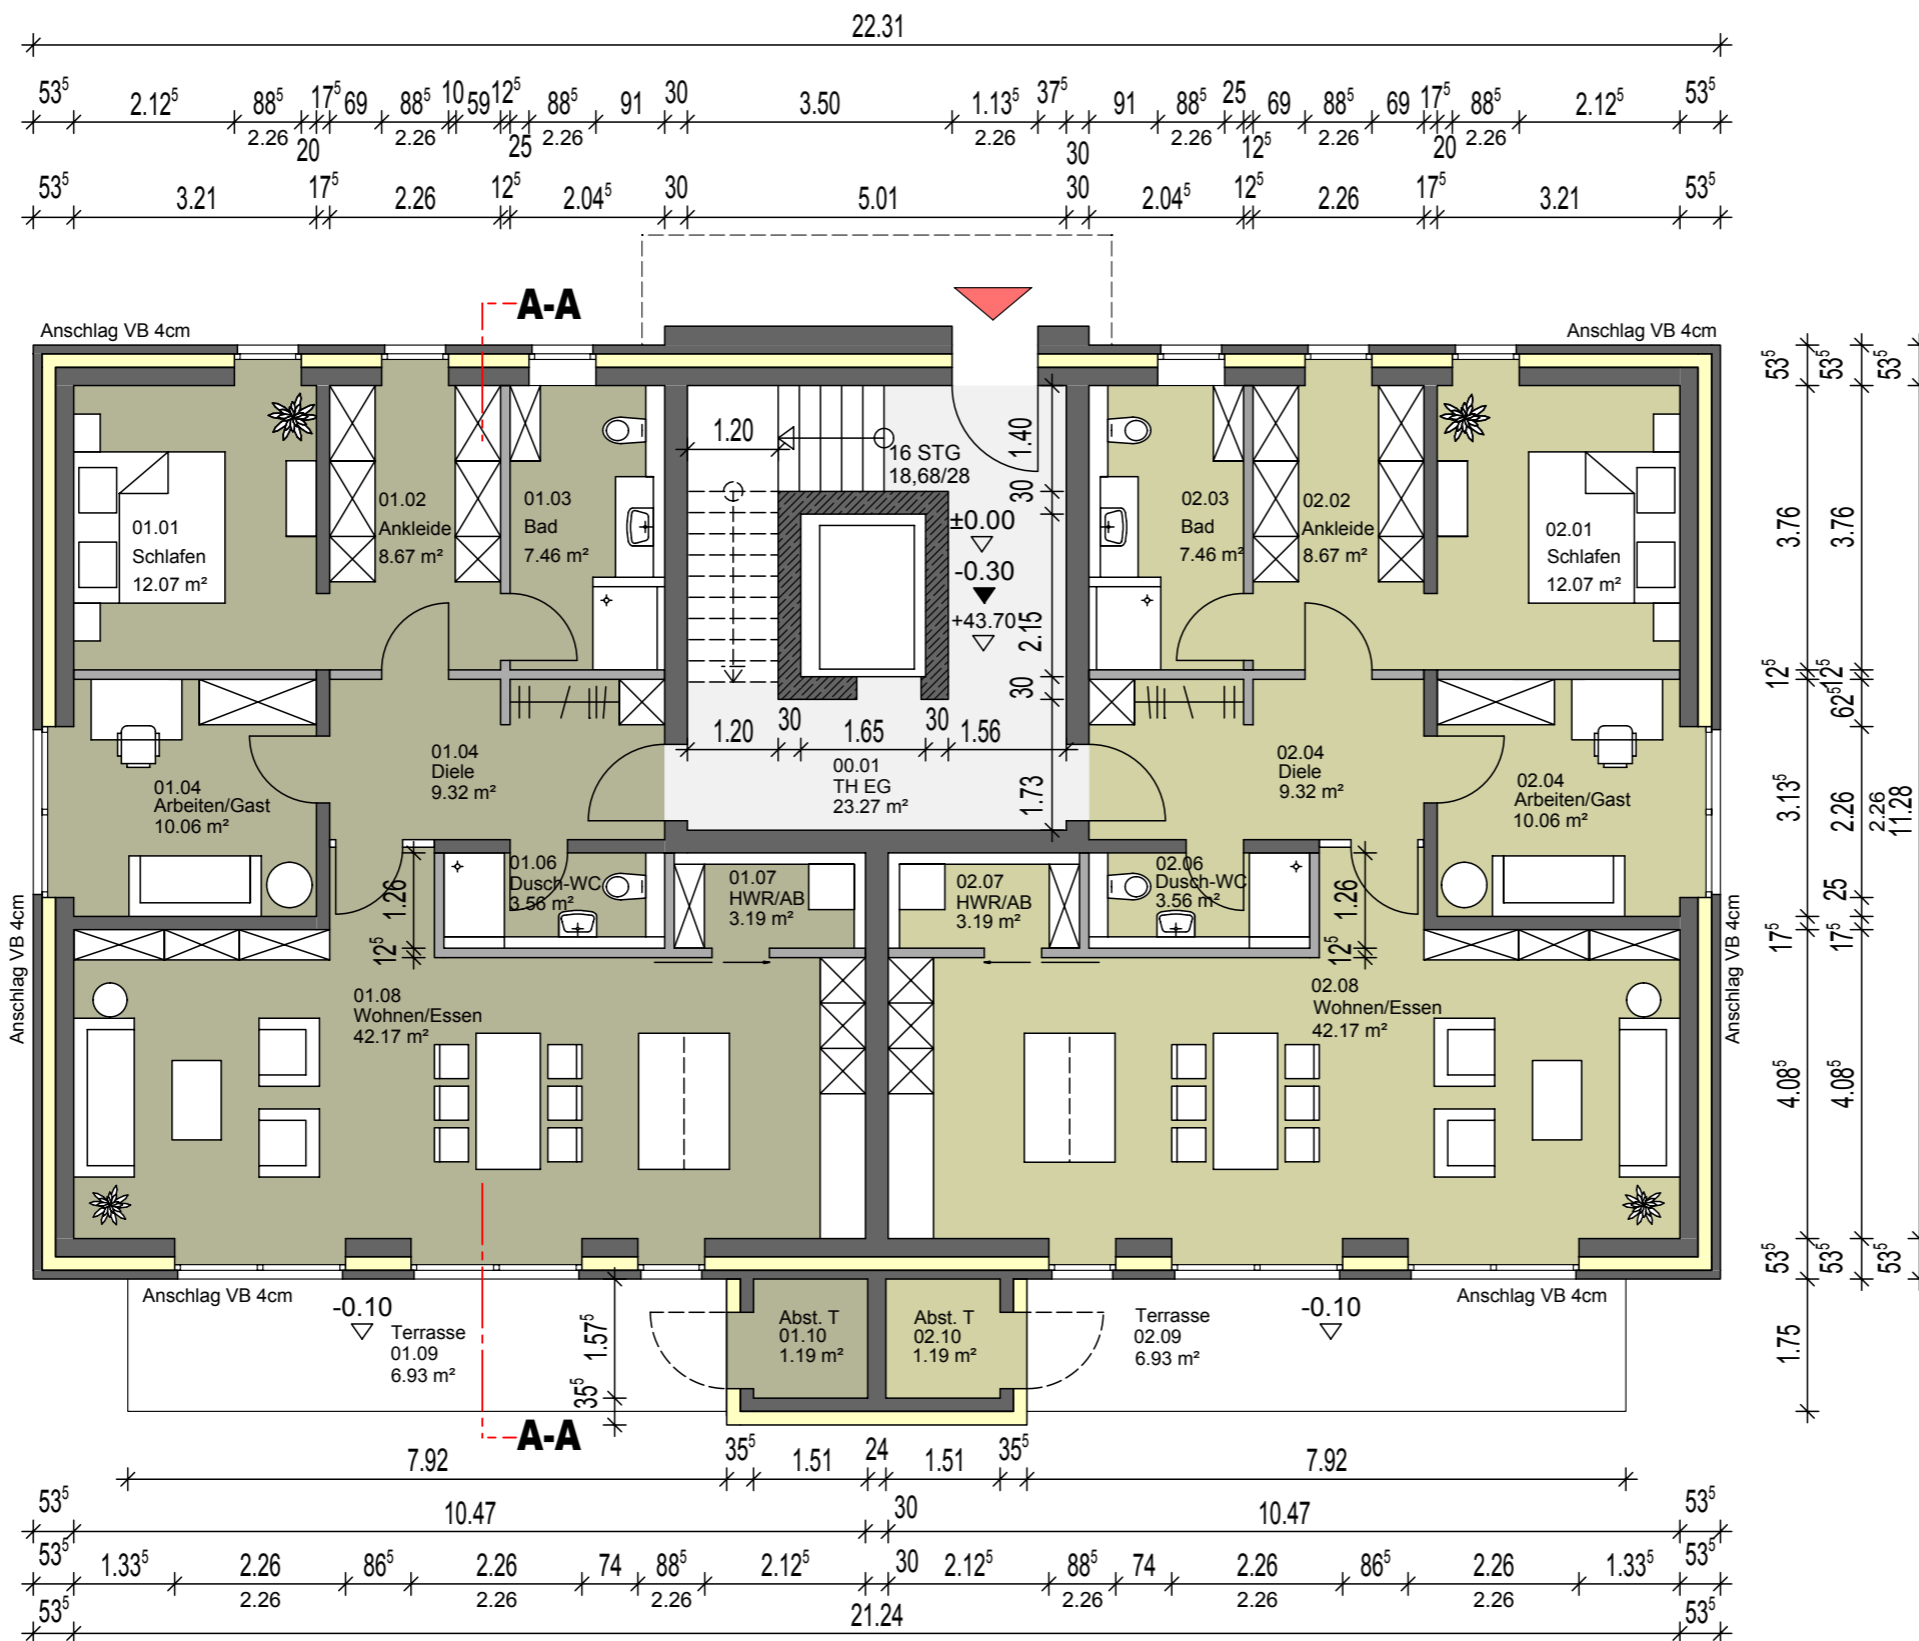 22.31
53⁵ 2.12⁵ 88⁵ 17⁵ 69 88⁵ 10 59 12⁵ 88⁵ 91 30 3.50 1.13⁵ 37⁵ 91 88⁵ 25 69 88⁵ 69 17⁵ 88⁵ 2.12⁵ 53⁵
2.26 20 2.26 25 2.26 2.26 30 2.26 12⁵ 2.26 20 2.26
53⁵ 3.21 17⁵ 2.26 12⁵ 2.04⁵ 30 5.01 30 2.04⁵ 12⁵ 2.26 17⁵ 3.21 53⁵
A-A
Anschlag VB 4cm
Anschlag VB 4cm
01.01
Schlafen
12.07 m²
01.02
Ankleide
8.67 m²
01.03
Bad
7.46 m²
1.20
16 STG
18,68/28
1.40
30
±0.00
-0.30
+43.70
2.15
30
02.03
Bad
7.46 m²
02.02
Ankleide
8.67 m²
02.01
Schlafen
12.07 m²
1.20 30 1.65 30 1.56
1.73
00.01
TH EG
23.27 m²
01.04
Arbeiten/Gast
10.06 m²
01.04
Diele
9.32 m²
02.04
Diele
9.32 m²
02.04
Arbeiten/Gast
10.06 m²
01.06
Dusch-WC
3.56 m²
1.26
12⁵
01.07
HWR/AB
3.19 m²
02.07
HWR/AB
3.19 m²
02.06
Dusch-WC
3.56 m²
1.26
12⁵
Anschlag VB 4cm
Anschlag VB 4cm
01.08
Wohnen/Essen
42.17 m²
02.08
Wohnen/Essen
42.17 m²
53⁵ 3.76 12⁵ 3.13⁵ 17⁵ 4.08⁵ 53⁵ 1.75
53⁵ 3.76 12⁵ 62⁵ 2.26 2.26 25 17⁵ 4.08⁵ 53⁵
53⁵ 11.28 53⁵
Anschlag VB 4cm
Anschlag VB 4cm
-0.10
Terrasse
01.09
6.93 m²
1.57⁵
35⁵
Abst. T
01.10
1.19 m²
Abst. T
02.10
1.19 m²
Terrasse
02.09
6.93 m²
-0.10
A-A
7.92 35⁵ 1.51 24 1.51 35⁵ 7.92
53⁵ 10.47 30 10.47 53⁵
53⁵ 1.33⁵ 2.26 86⁵ 2.26 74 88⁵ 2.12⁵ 30 2.12⁵ 88⁵ 74 2.26 86⁵ 2.26 1.33⁵ 53⁵
2.26 2.26 2.26 2.26 2.26 2.26
53⁵ 21.24 53⁵